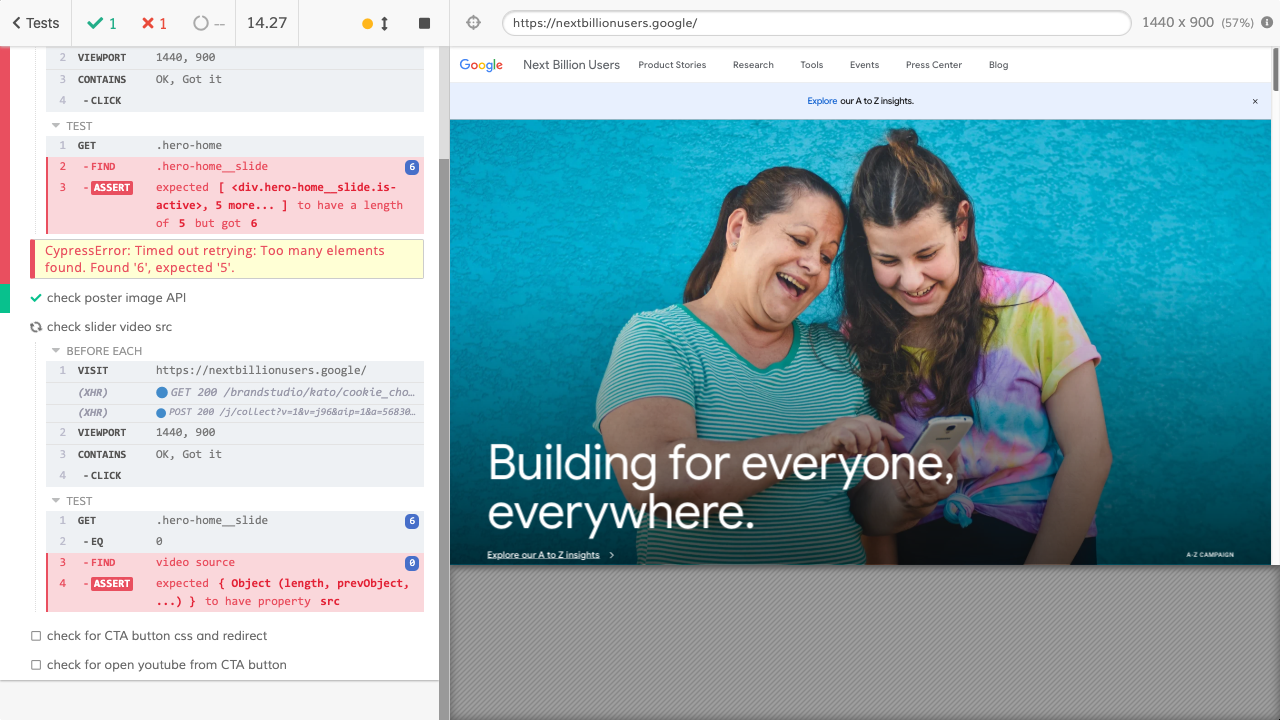 Tests
1
1
--
14.27
https://nextbillionusers.google/
1440 x 900 (57%)
2 VIEWPORT 1440, 900
3 CONTAINS OK, Got it
4 - CLICK
TEST
1 GET .hero-home
2 - FIND .hero-home__slide 6
3 - ASSERT expected [ <div.hero-home__slide.is-
active>, 5 more... ] to have a length
of 5 but got 6
CypressError: Timed out retrying: Too many elements
found. Found '6', expected '5'.
check poster image API
check slider video src
BEFORE EACH
1 VISIT https://nextbillionusers.google/
(XHR) GET 200 /brandstudio/kato/cookie_cho…
(XHR) POST 200 /j/collect?v=1&v=j96&aip=1&a=56830…
2 VIEWPORT 1440, 900
3 CONTAINS OK, Got it
4 - CLICK
TEST
1 GET .hero-home__slide 6
2 - EQ 0
3 - FIND video source 0
4 - ASSERT expected { Object (length, prevObject,
...) } to have property src
check for CTA button css and redirect
check for open youtube from CTA button
Google Next Billion Users Product Stories Research Tools Events Press Center Blog
Explore our A to Z insights. ×
Building for everyone,
everywhere.
Explore our A to Z insights
A-Z CAMPAIGN